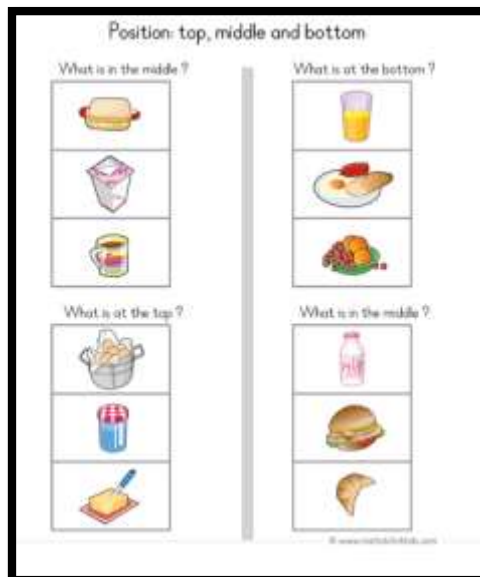 Position: top, middle and bottom
What is in the middle ?
What is at the bottom ?
What is at the top ?
What is in the middle ?
milk